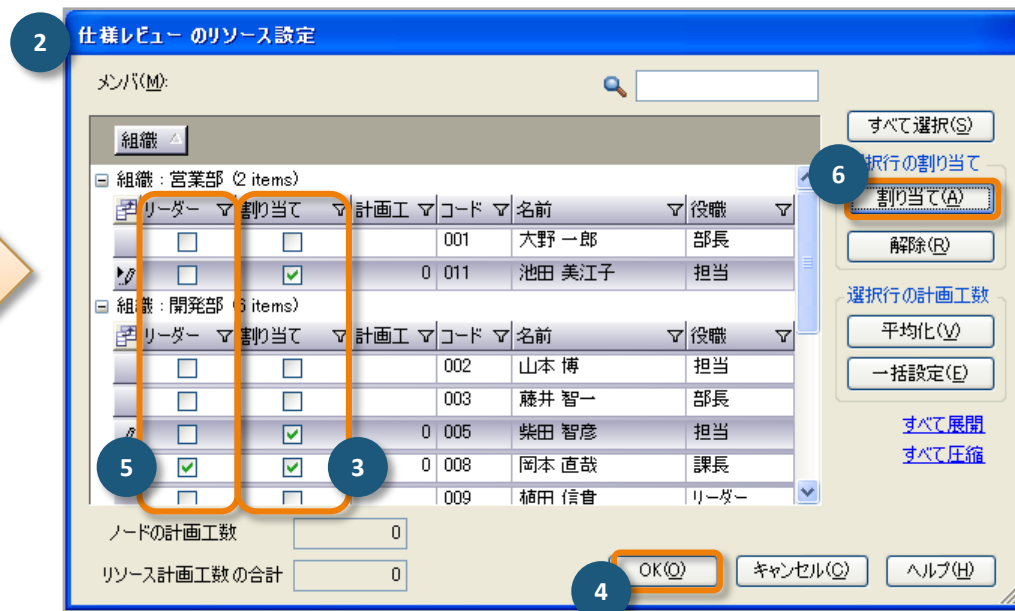 2
仕様レビュー のリソース設定
メンバ(M):
すべて選択(S)
組織
選択行の割り当て
6
割り当て(A)
解除(R)
組織 : 営業部 (2 items)
リーダー 割り当て 計画工 コード 名前 役職
001 大野 一郎 部長
0 011 池田 美江子 担当
組織 : 開発部 (6 items)
リーダー 割り当て 計画工 コード 名前 役職
002 山本 博 担当
003 藤井 智一 部長
0 005 柴田 智彦 担当
5 3 0 008 岡本 直哉 課長
009 植田 信貴 リーダー
選択行の計画工数
平均化(V)
一括設定(E)
すべて展開
すべて圧縮
ノードの計画工数 0
リソース計画工数の合計 0
4
OK(O) キャンセル(C) ヘルプ(H)